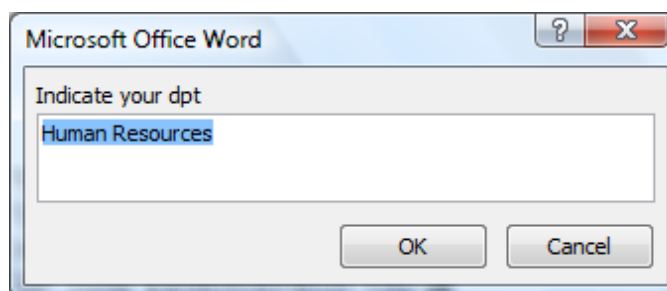 Microsoft Office Word
? X
Indicate your dpt
Human Resources
OK Cancel